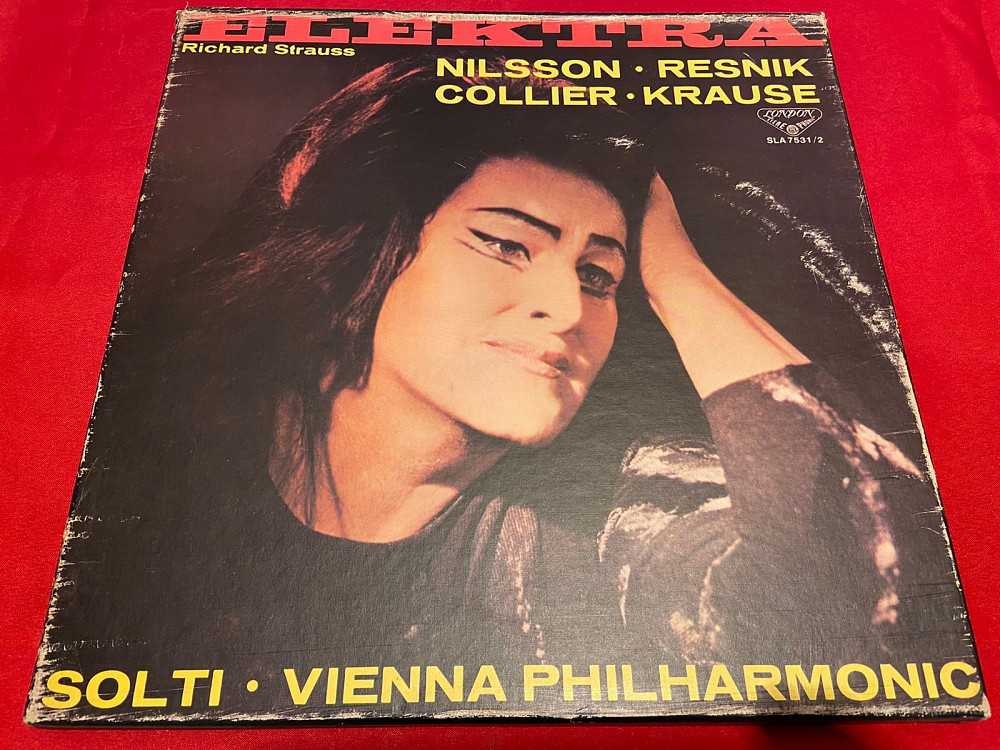 ELEKTRA
Richard Strauss
NILSSON · RESNIK
COLLIER · KRAUSE
LONDON
SLA 7531/2
SOLTI · VIENNA PHILHARMONIC